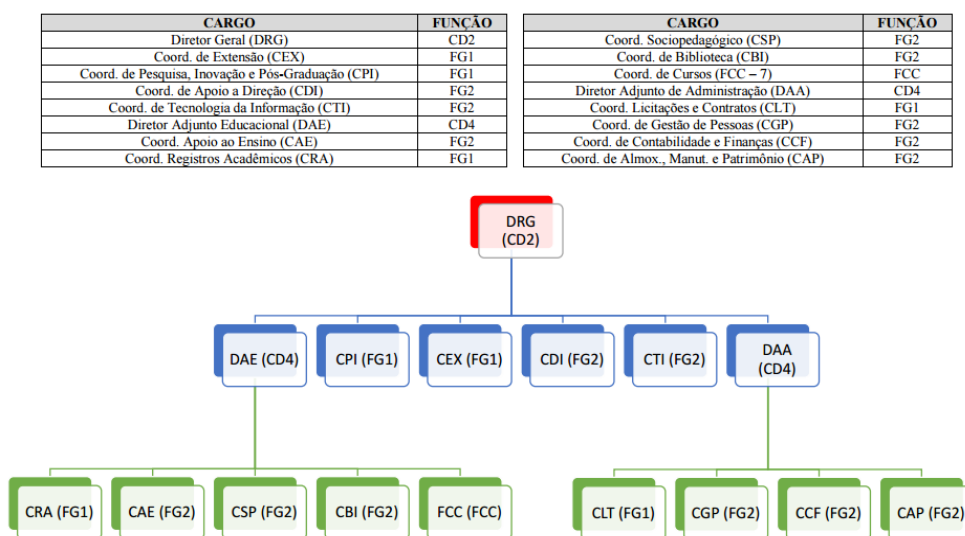 CARGO FUNÇÃO
Diretor Geral (DRG) CD2
Coord. de Extensão (CEX) FG1
Coord. de Pesquisa, Inovação e Pós-Graduação (CPI) FG1
Coord. de Apoio a Direção (CDI) FG2
Coord. de Tecnologia da Informação (CTI) FG2
Diretor Adjunto Educacional (DAE) CD4
Coord. Apoio ao Ensino (CAE) FG2
Coord. Registros Acadêmicos (CRA) FG1
CARGO FUNÇÃO
Coord. Sociopedagógico (CSP) FG2
Coord. de Biblioteca (CBI) FG2
Coord. de Cursos (FCC – 7) FCC
Diretor Adjunto de Administração (DAA) CD4
Coord. Licitações e Contratos (CLT) FG1
Coord. de Gestão de Pessoas (CGP) FG2
Coord. de Contabilidade e Finanças (CCF) FG2
Coord. de Almox., Manut. e Patrimônio (CAP) FG2
DRG
(CD2)
DAE (CD4)
CPI (FG1)
CEX (FG1)
CDI (FG2)
CTI (FG2)
DAA
(CD4)
CRA (FG1)
CAE (FG2)
CSP (FG2)
CBI (FG2)
FCC (FCC)
CLT (FG1)
CGP (FG2)
CCF (FG2)
CAP (FG2)